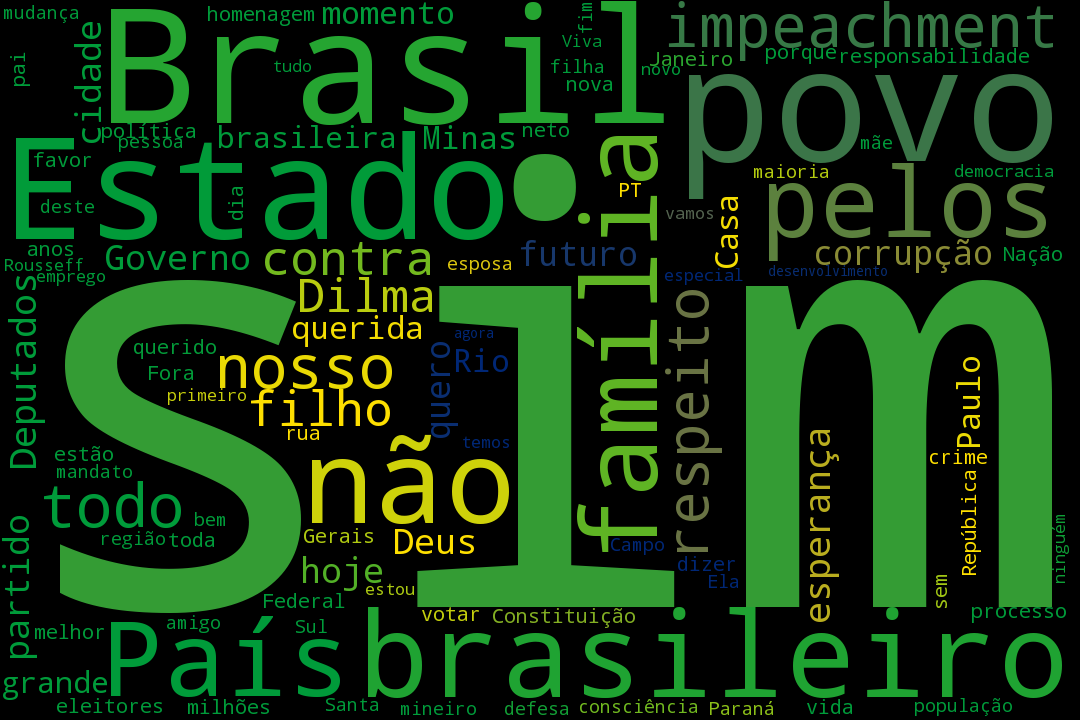 mudança
homenagem
momento
fim
impeachment
pai
cidade
Brasil
tudo
Viva
filha
nova
novo
Janeiro
porque
responsabilidade
povo
política
pessoa
brasileira
Minas
neto
mãe
favor
Estado
deste
dia
família
PT
maioria
democracia
pelos
vamos
Casa
anos
Rousseff
emprego
Governo
contra
esposa
futuro
especial
corrupção
desenvolvimento
Nação
Deputados
Dilma
querida
sim
querido
Fora
nosso
primeiro
filho
rua
agora
Rio
quero
temos
respeito
Paulo
crime
República
esperança
não
estão
mandato
todo
bem
região
toda
Gerais
Deus
Campo
dizer
Ela
ninguém
sem
partido
hoje
estou
Federal
votar
Constituição
processo
melhor
amigo
Sul
País
brasileiro
grande
eleitores
milhões
Santa
mineiro
defesa
consciência
Paraná
vida
população